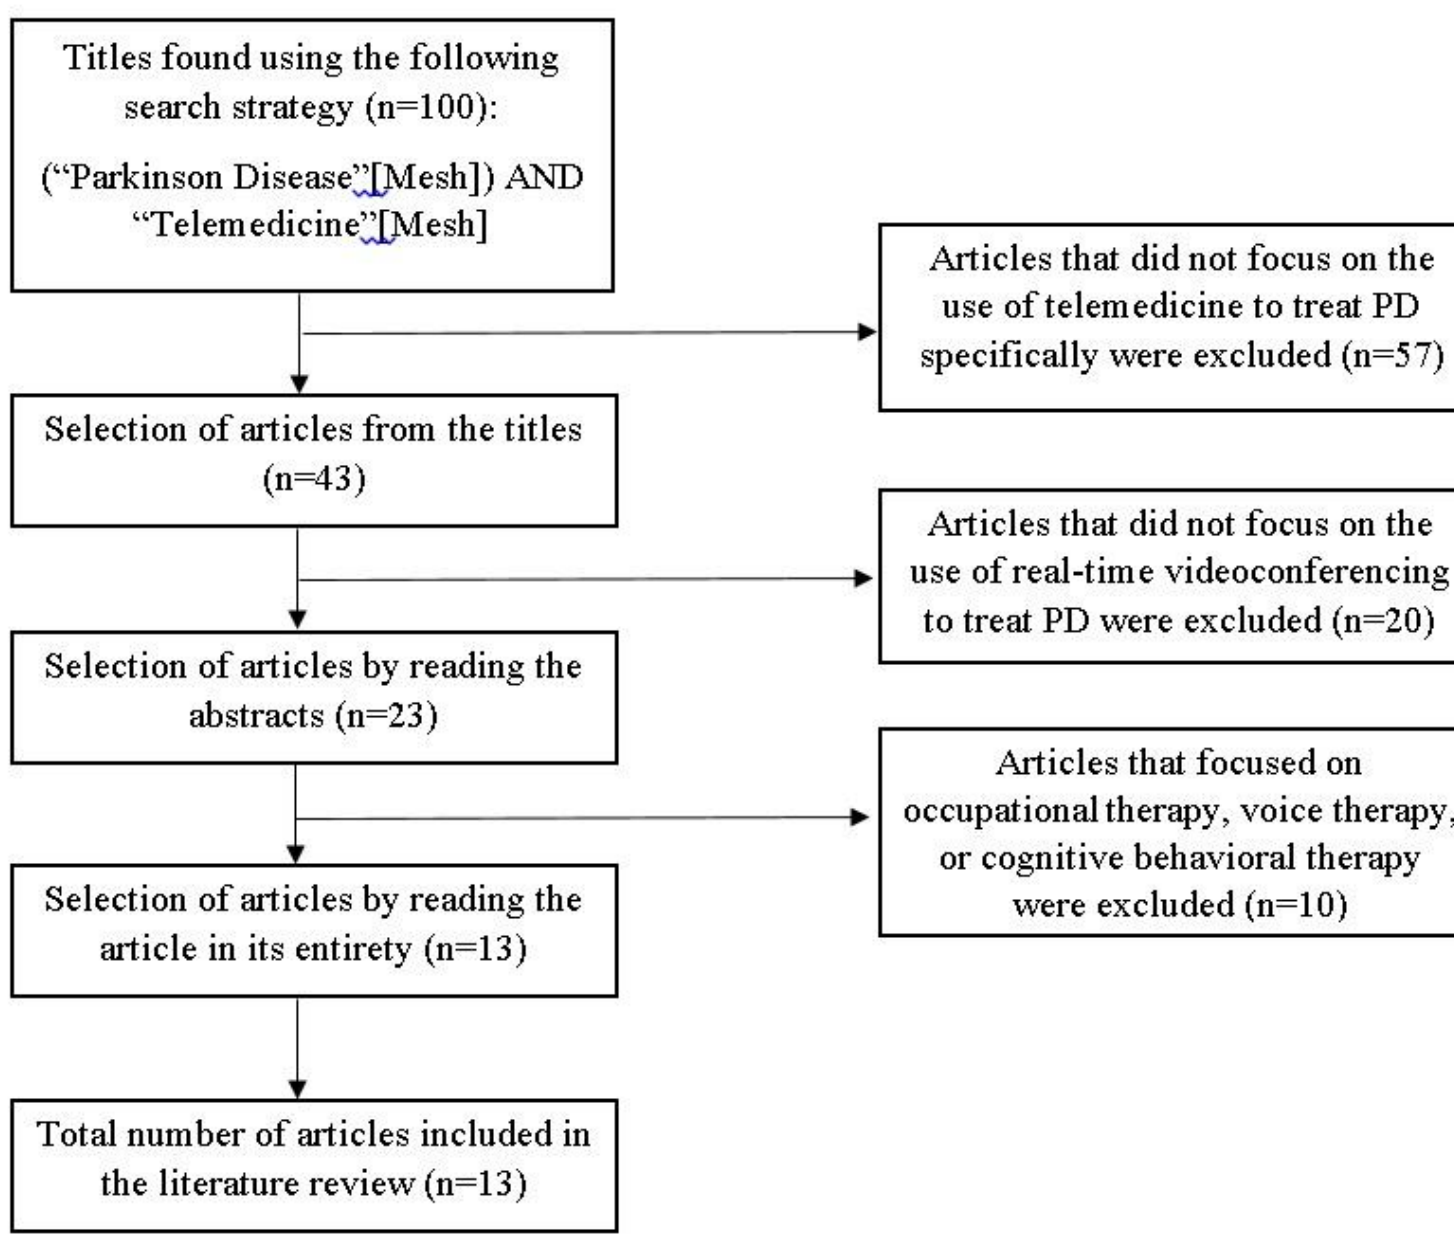 Titles found using the following
search strategy (n=100):
(“Parkinson Disease”[Mesh]) AND
“Telemedicine”[Mesh]
Articles that did not focus on the
use of telemedicine to treat PD
specifically were excluded (n=57)
Selection of articles from the titles
(n=43)
Articles that did not focus on the
use of real-time videoconferencing
to treat PD were excluded (n=20)
Selection of articles by reading the
abstracts (n=23)
Articles that focused on
occupational therapy, voice therapy,
or cognitive behavioral therapy
were excluded (n=10)
Selection of articles by reading the
article in its entirety (n=13)
Total number of articles included in
the literature review (n=13)